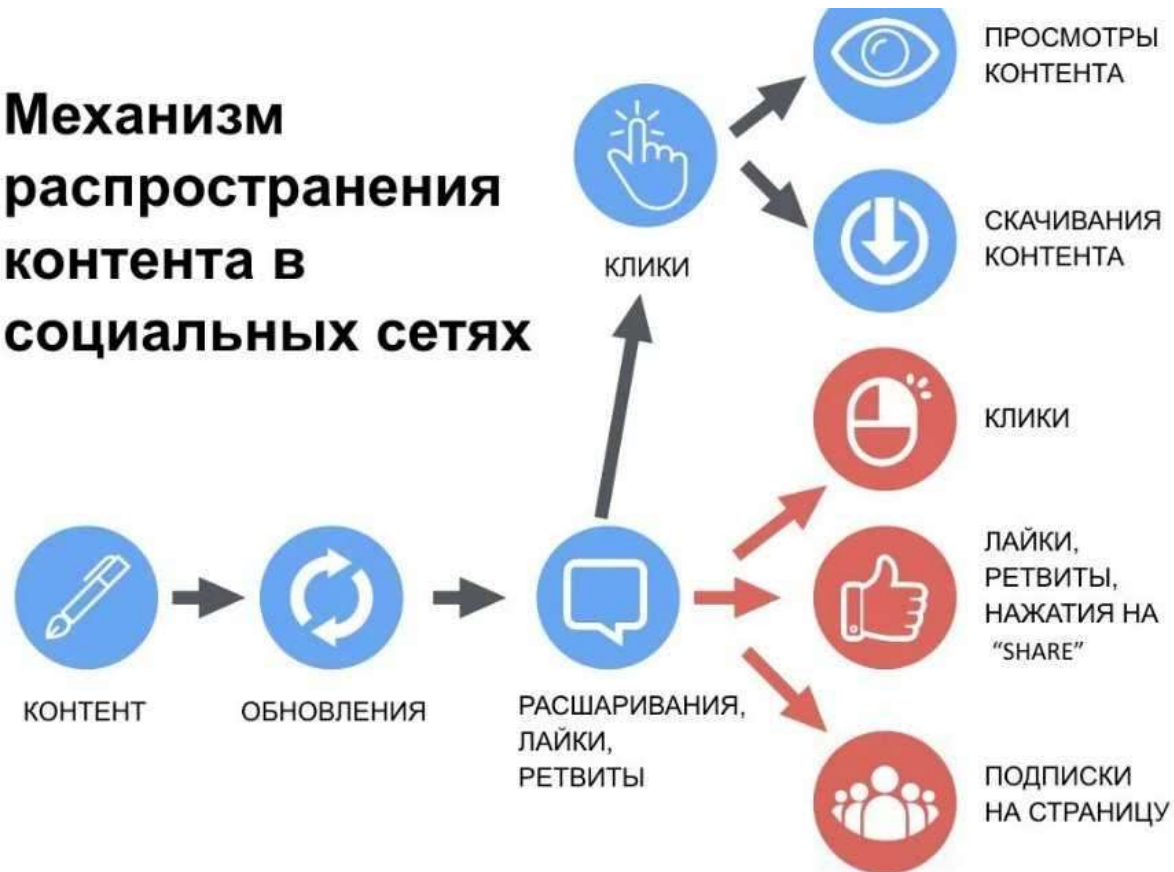 Механизм
распространения
контента в
социальных сетях
ПРОСМОТРЫ
КОНТЕНТА
КЛИКИ
СКАЧИВАНИЯ
КОНТЕНТА
КЛИКИ
ЛАЙКИ,
РЕТВИТЫ,
НАЖАТИЯ НА
“SHARE”
КОНТЕНТ
ОБНОВЛЕНИЯ
РАСШАРИВАНИЯ,
ЛАЙКИ,
РЕТВИТЫ
ПОДПИСКИ
НА СТРАНИЦУ